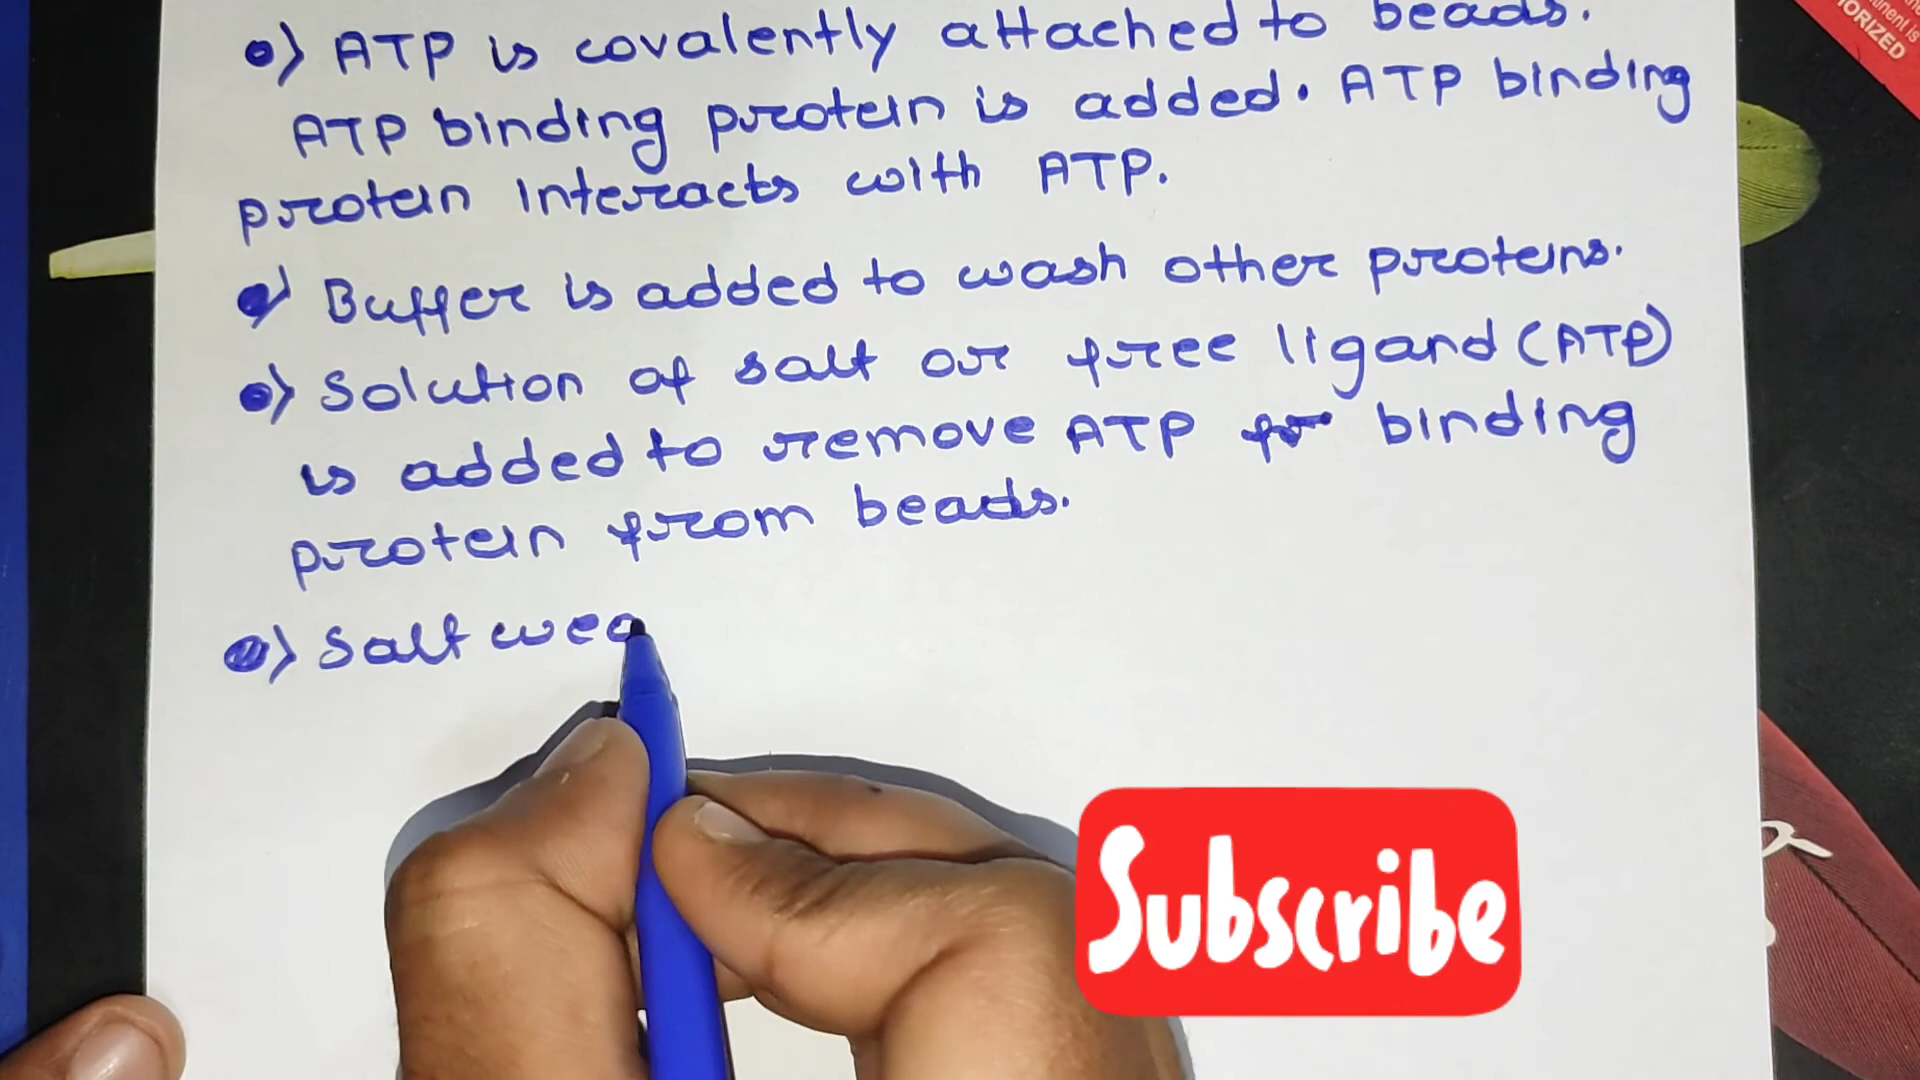 •) ATP is covalently attached to beads.
ATP binding protein is added. ATP binding
protein interacts with ATP.
•) Buffer is added to wash other proteins.
•) Solution of salt or free ligand (ATP)
is added to remove ATP binding
protein from beads.
•) Salt wea
Subscribe
ORIZED